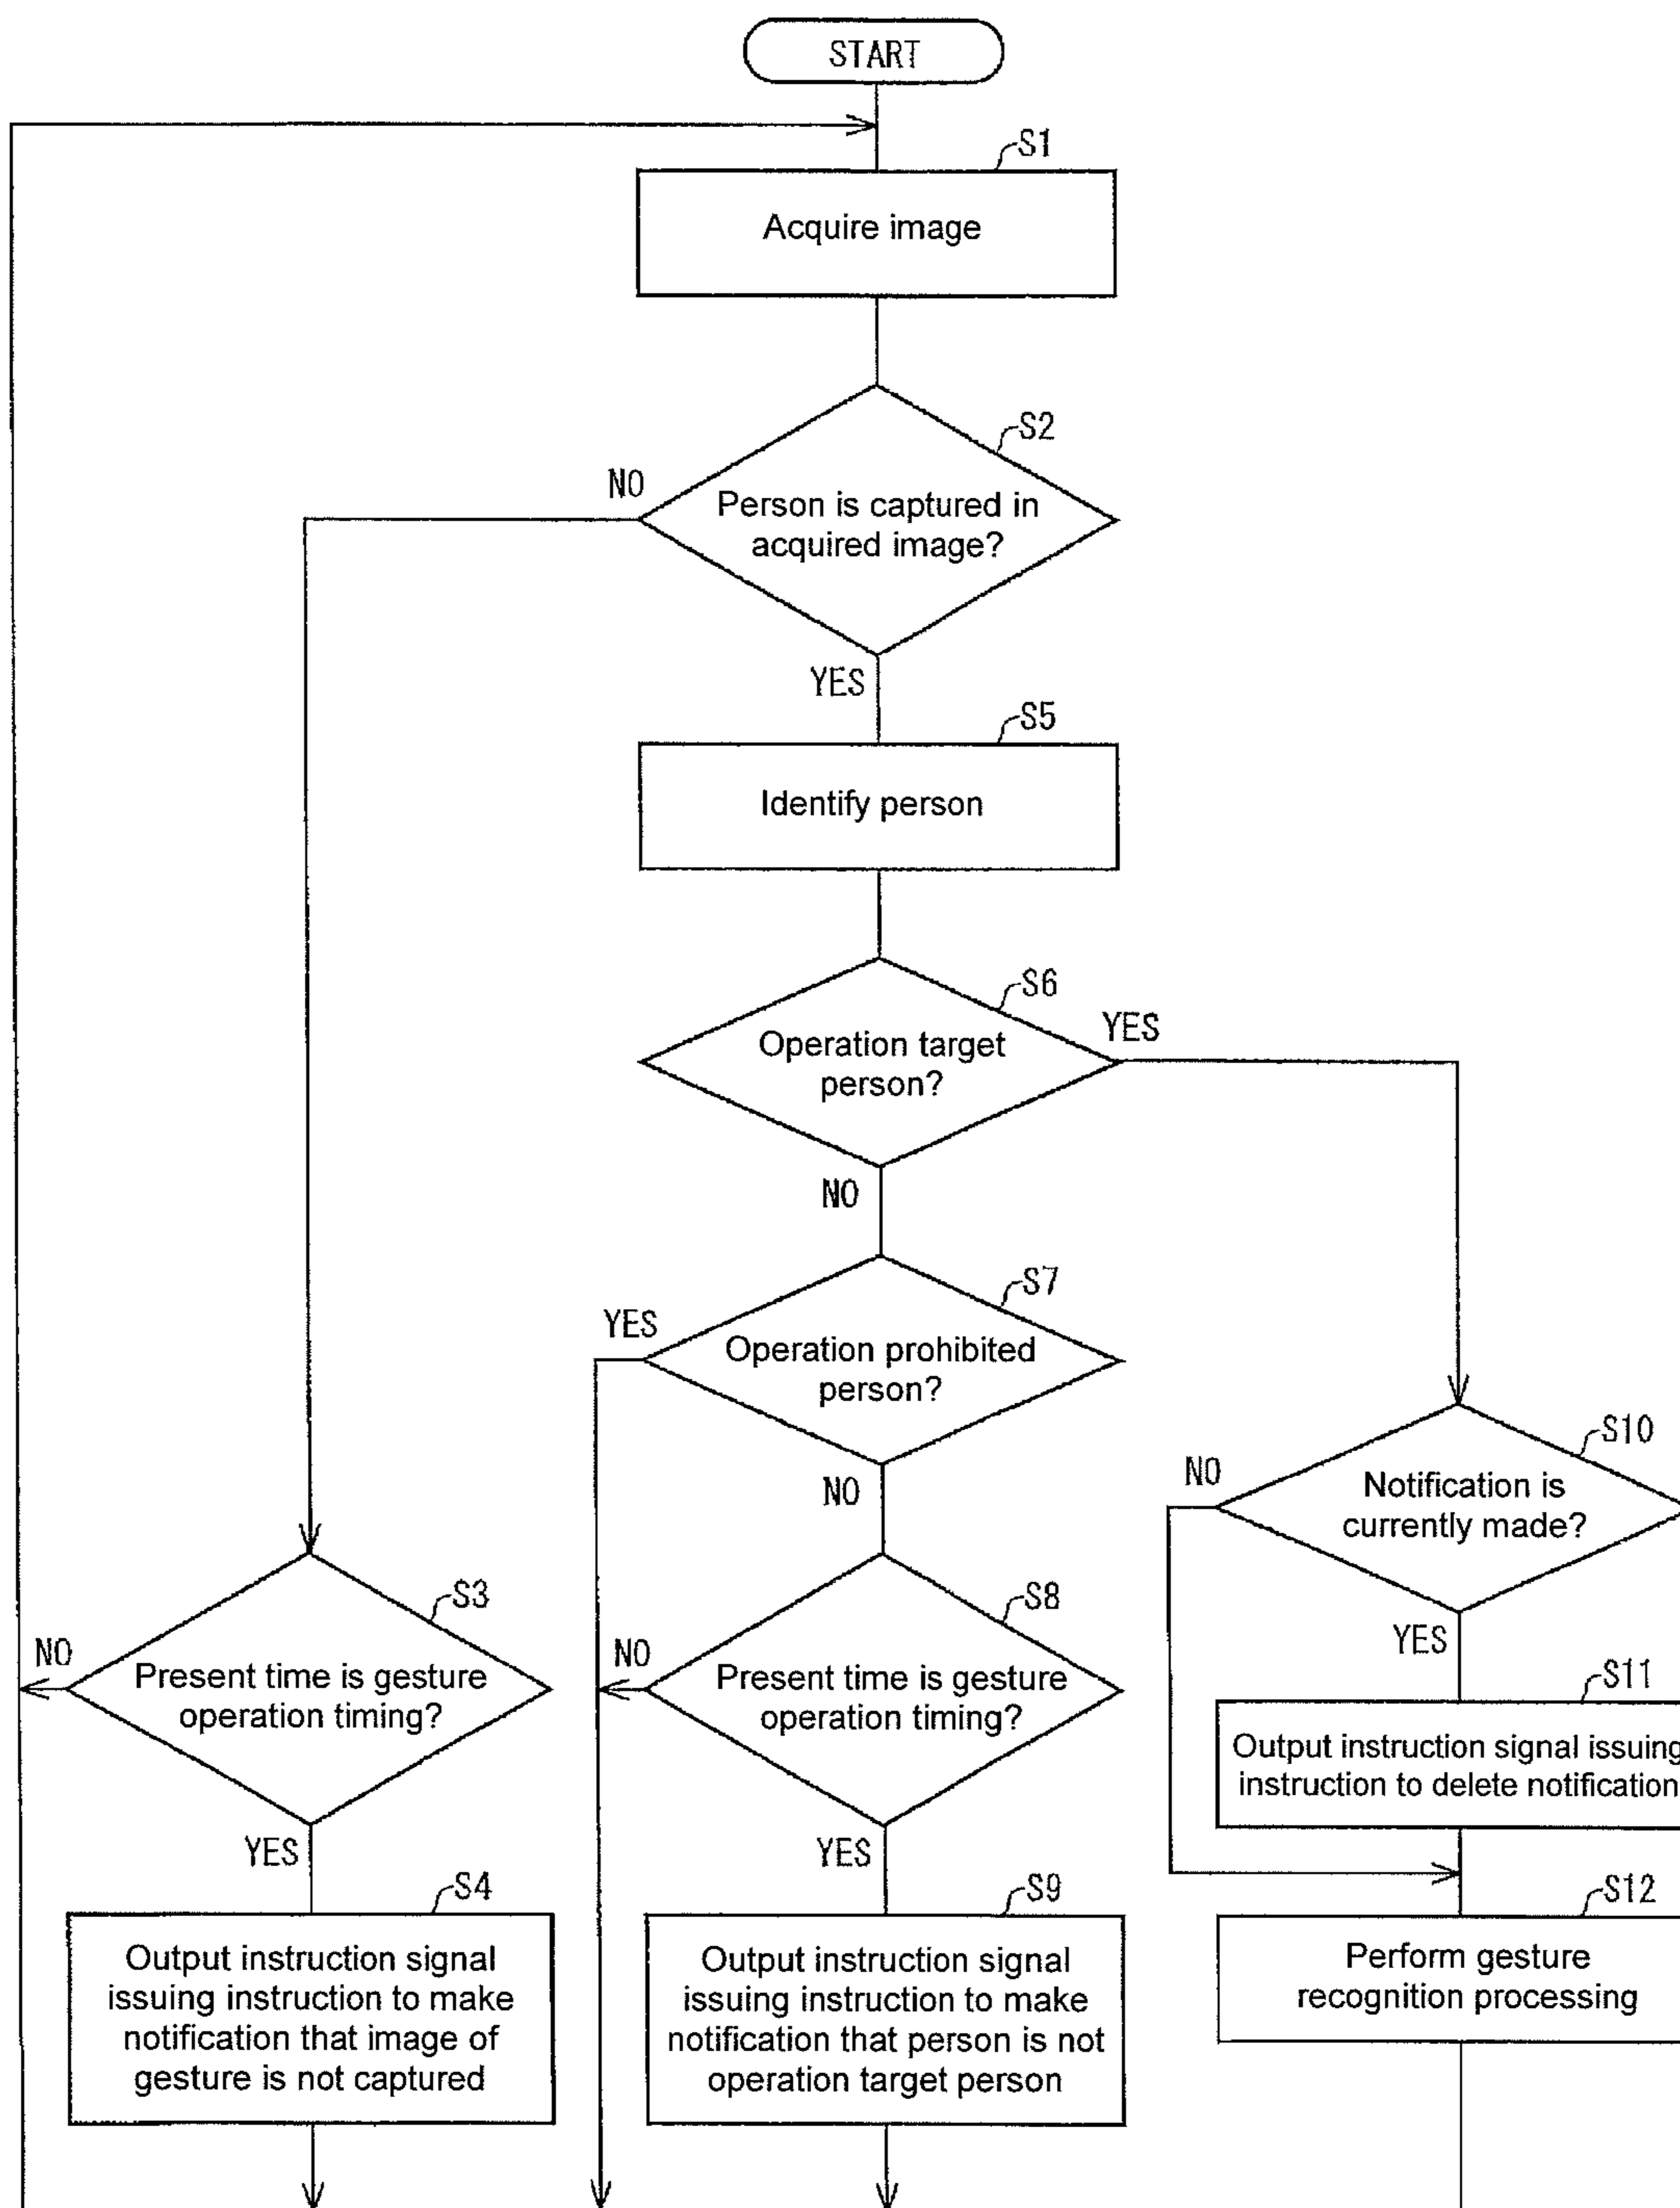 START
S1
Acquire image
S2
NO
Person is captured in
acquired image?
YES
S5
Identify person
S6
YES
Operation target
person?
NO
S7
YES
Operation prohibited
person?
NO
S10
NO
Notification is
currently made?
YES
S3
NO
Present time is gesture
operation timing?
YES
S8
NO
Present time is gesture
operation timing?
YES
S11
Output instruction signal issuing
instruction to delete notification
S4
Output instruction signal
issuing instruction to make
notification that image of
gesture is not captured
S9
Output instruction signal
issuing instruction to make
notification that person is not
operation target person
S12
Perform gesture
recognition processing